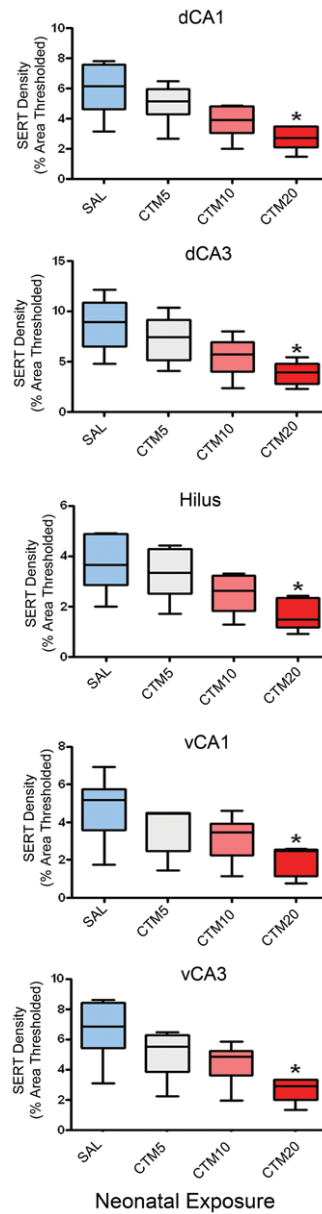 dCA1
SERT Density
(% Area Thresholded)
10
8
6
4
2
0
*
SAL
CTM5
CTM10
CTM20
dCA3
SERT Density
(% Area Thresholded)
15
10
5
0
*
SAL
CTM5
CTM10
CTM20
Hilus
SERT Density
(% Area Thresholded)
6
4
2
0
*
SAL
CTM5
CTM10
CTM20
vCA1
SERT Density
(% Area Thresholded)
8
6
4
2
0
*
SAL
CTM5
CTM10
CTM20
vCA3
SERT Density
(% Area Thresholded)
10
8
6
4
2
0
*
SAL
CTM5
CTM10
CTM20
Neonatal Exposure